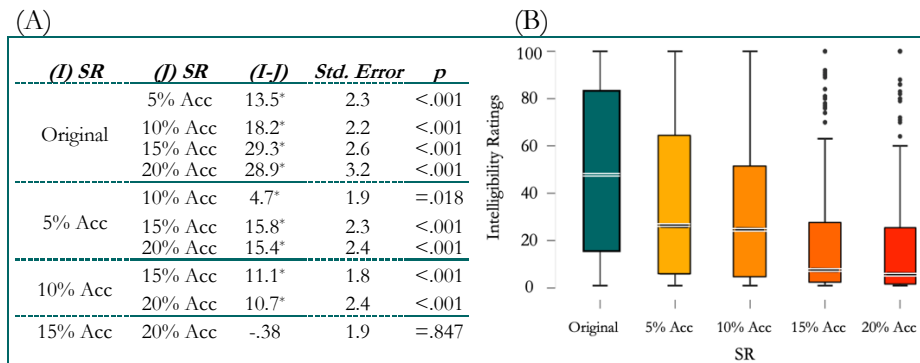 (A)
(I) SR (J) SR (I-J) Std. Error p
Original
5% Acc 13.5* 2.3 <.001
10% Acc 18.2* 2.2 <.001
15% Acc 29.3* 2.6 <.001
20% Acc 28.9* 3.2 <.001
5% Acc
10% Acc 4.7* 1.9 =.018
15% Acc 15.8* 2.3 <.001
20% Acc 15.4* 2.4 <.001
10% Acc
15% Acc 11.1* 1.8 <.001
20% Acc 10.7* 2.4 <.001
15% Acc 20% Acc -.38 1.9 =.847
(B)
Intelligibility Ratings
100
80
60
40
20
0
Original 5% Acc 10% Acc 15% Acc 20% Acc
SR